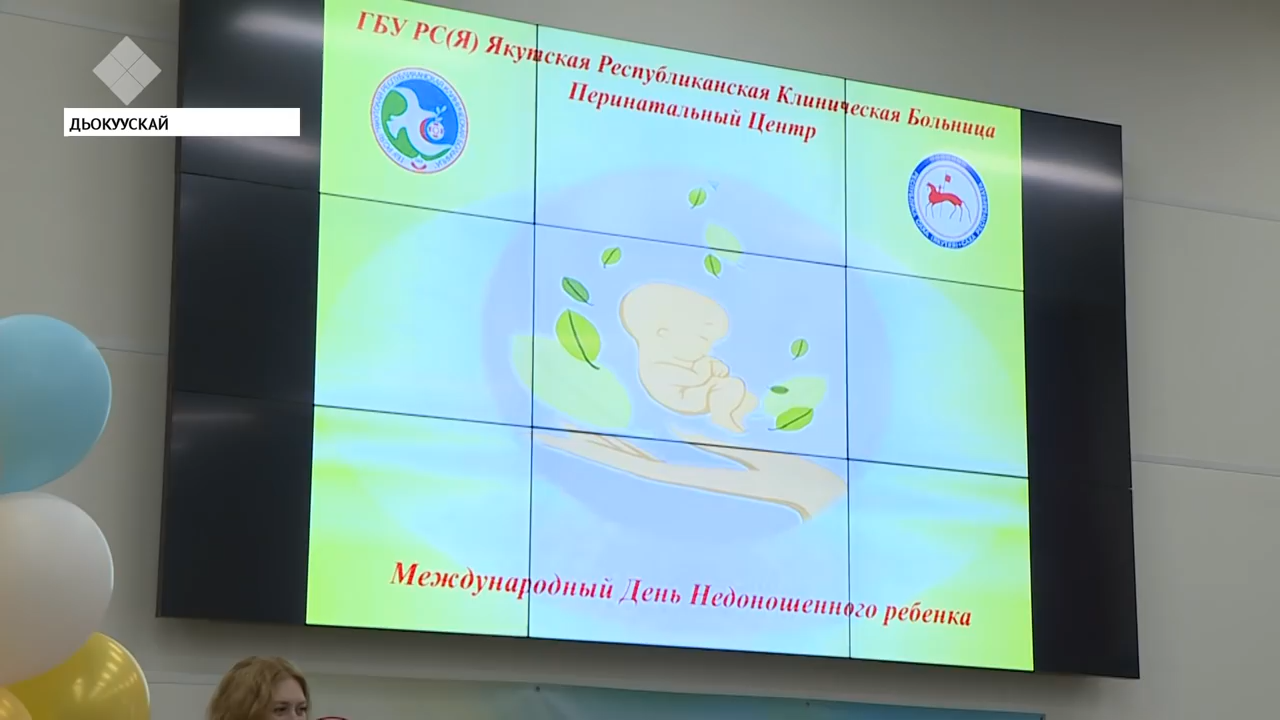 ДЬОКУУСКАЙ
ГБУ РС(Я) Якутская Республиканская Клиническая Больница
Перинатальный Центр
Международный День Недоношенного ребенка